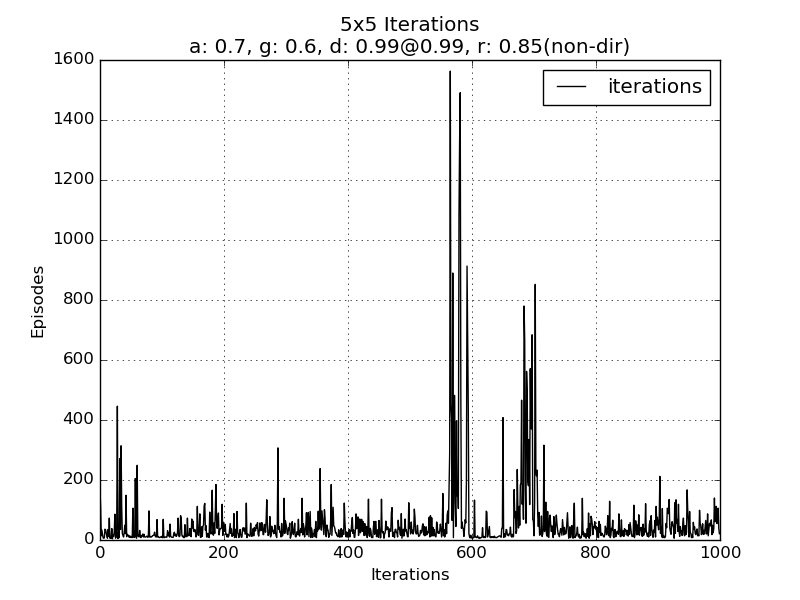 5x5 Iterations
a: 0.7, g: 0.6, d: 0.99@0.99, r: 0.85(non-dir)
iterations
1600
1400
1200
1000
800
600
400
200
0
Episodes
0 200 400 600 800 1000
Iterations